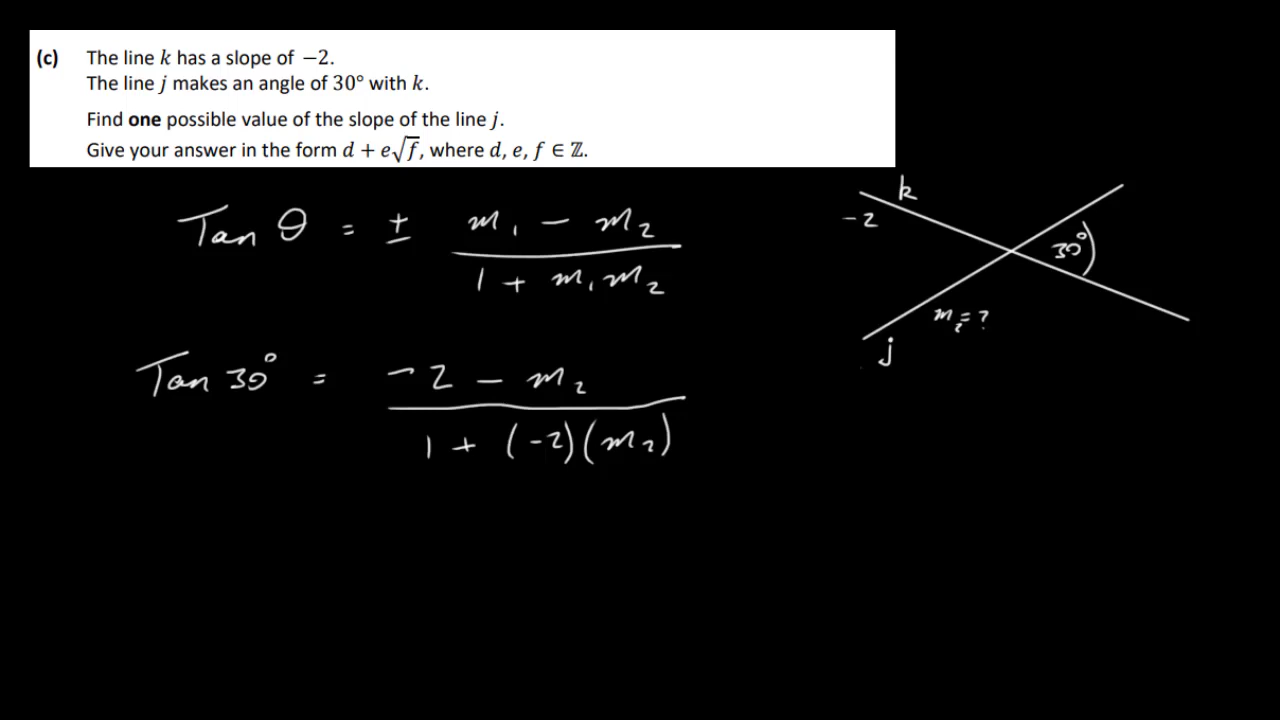 (c) The line k has a slope of −2.
The line j makes an angle of 30° with k.
Find one possible value of the slope of the line j.
Give your answer in the form d + e√f, where d, e, f ∈ ℤ.
Tan θ = ± m₁ − m₂ / 1 + m₁m₂
k
−2
30°
m₂ = ?
j
Tan 30° = −2 − m₂ / 1 + (−2)(m₂)